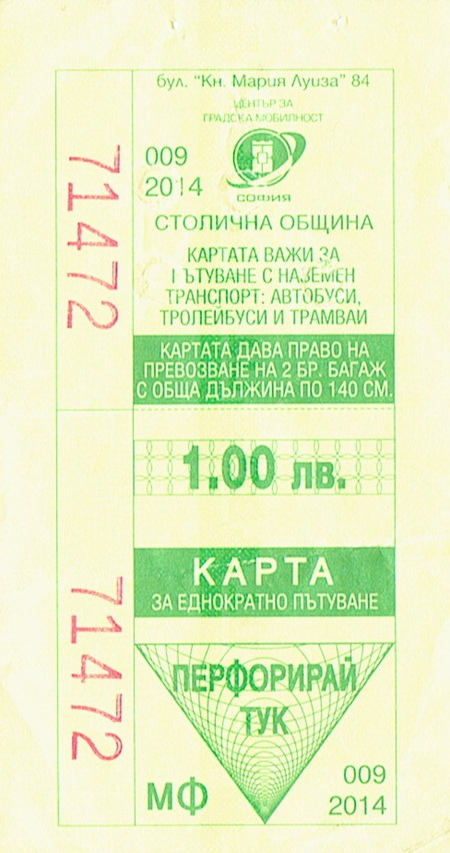 бул. "Кн. Мария Луиза" 84
ЦЕНТЪР ЗА
ГРАДСКА МОБИЛНОСТ
009
2014
СОФИЯ
СТОЛИЧНА ОБЩИНА
КАРТАТА ВАЖИ ЗА
ПЪТУВАНЕ С НАЗЕМЕН
ТРАНСПОРТ: АВТОБУСИ,
ТРОЛЕЙБУСИ И ТРАМВАИ
КАРТАТА ДАВА ПРАВО НА
ПРЕВОЗВАНЕ НА 2 БР. БАГАЖ
С ОБЩА ДЪЛЖИНА ПО 140 СМ.
71472
1.00 лв.
КАРТА
ЗА ЕДНОКРАТНО ПЪТУВАНЕ
71472
ПЕРФОРИРАЙ
ТУК
МФ
009
2014